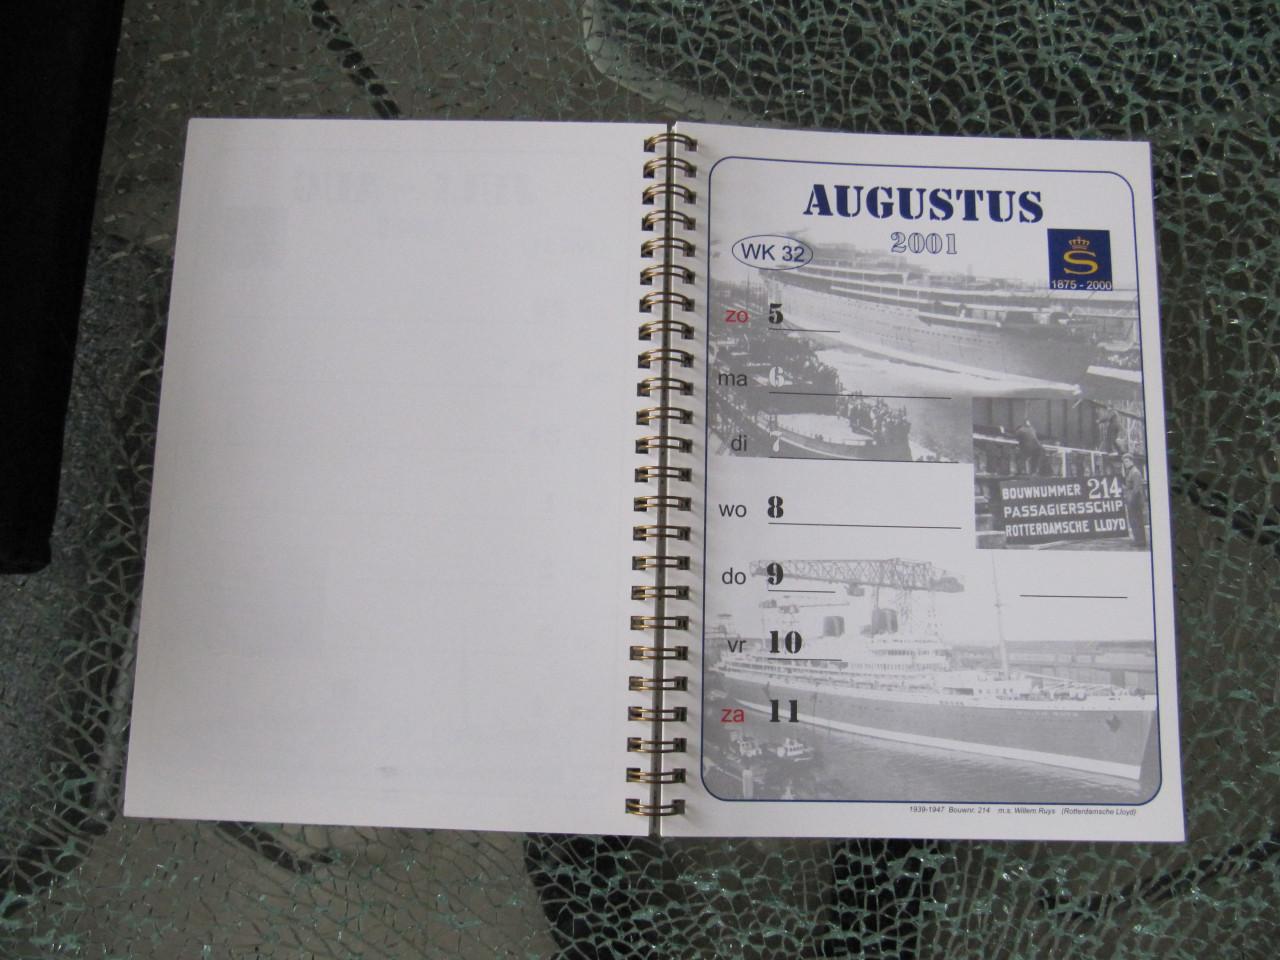 AUGUSTUS
2001
WK 32
S
1875 - 2000
zo 5
ma 6
di 7
BOUWNUMMER 214
PASSAGIERSSCHIP
ROTTERDAMSCHE LLOYD
wo 8
do 9
vr 10
za 11
1939-1947 Bouwnr. 214 m.s. Willem Ruys (Rotterdamsche Lloyd)